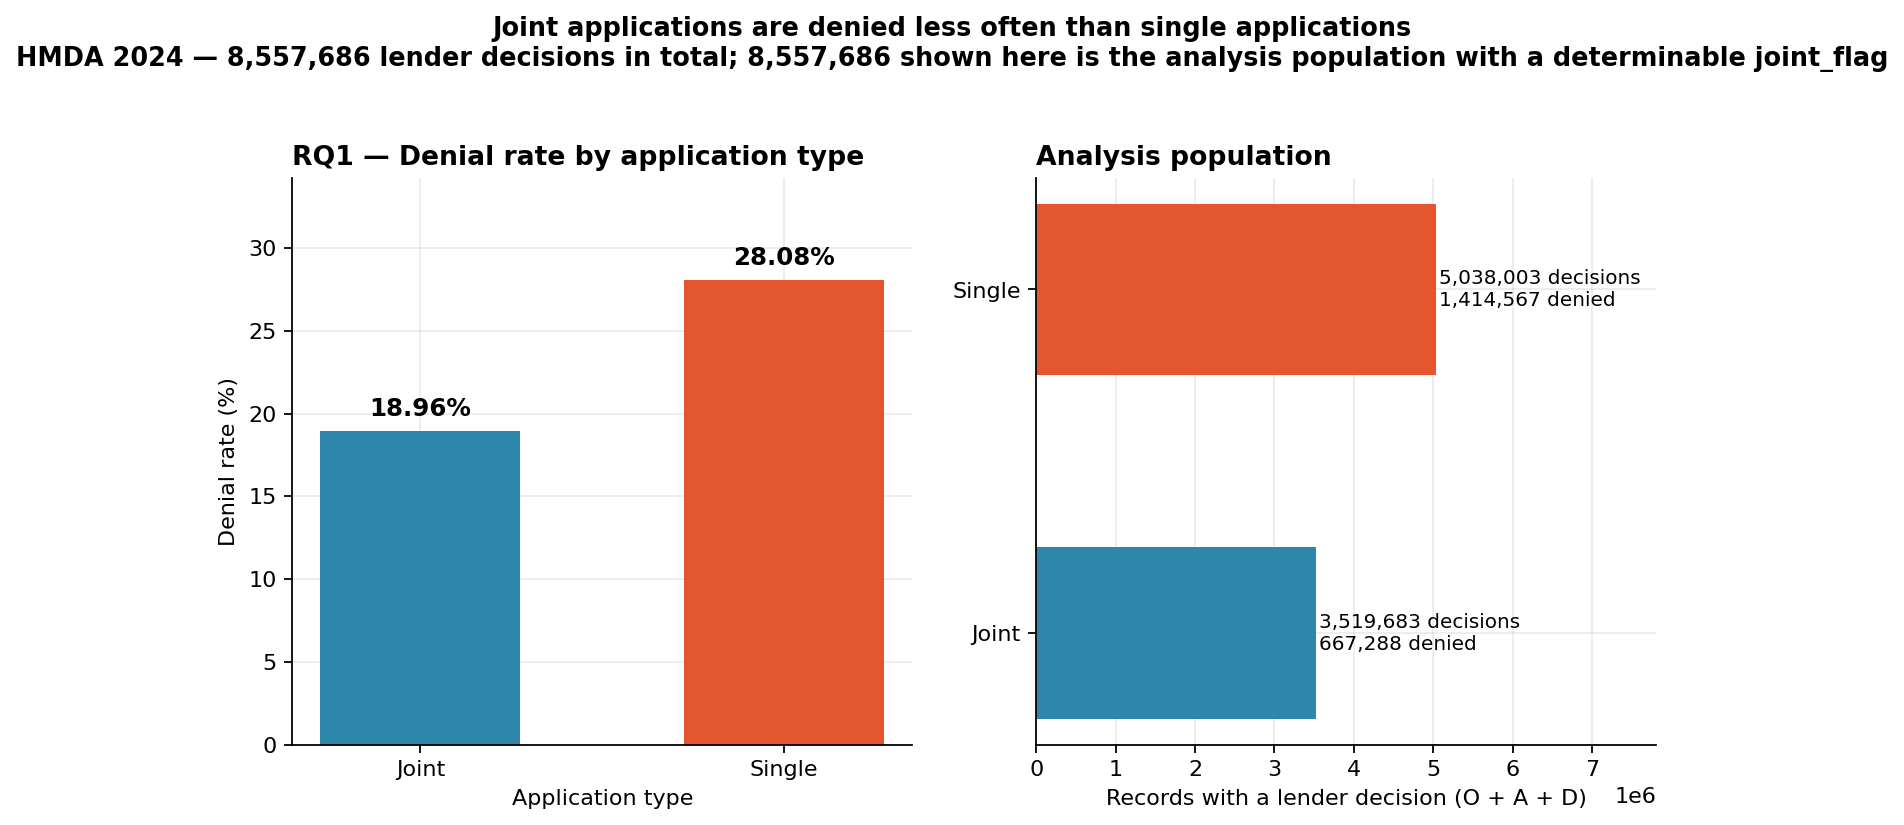 Joint applications are denied less often than single applications
HMDA 2024 — 8,557,686 lender decisions in total; 8,557,686 shown here is the analysis population with a determinable joint_flag
RQ1 — Denial rate by application type
30
25
20
15
10
5
0
Denial rate (%)
18.96%
28.08%
Joint
Single
Application type
Analysis population
Single
5,038,003 decisions
1,414,567 denied
Joint
3,519,683 decisions
667,288 denied
0 1 2 3 4 5 6 7
1e6
Records with a lender decision (O + A + D)